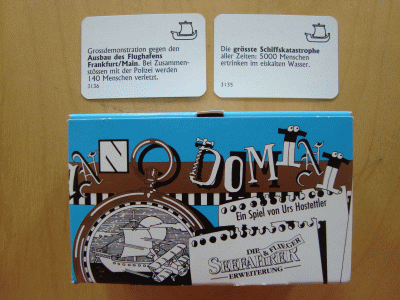 Grossdemonstration gegen den
Ausbau des Flughafens
Frankfurt/Main. Bei Zusammen-
stössen mit der Polizei werden
140 Menschen verletzt.
3136
Die grösste Schiffskatastrophe
aller Zeiten: 5000 Menschen
ertrinken im eiskalten Wasser.
3135
ANNO DOMINI
Ein Spiel von Urs Hostettler
DIE
SEEFAHRER
& FLIEGER
ERWEITERUNG